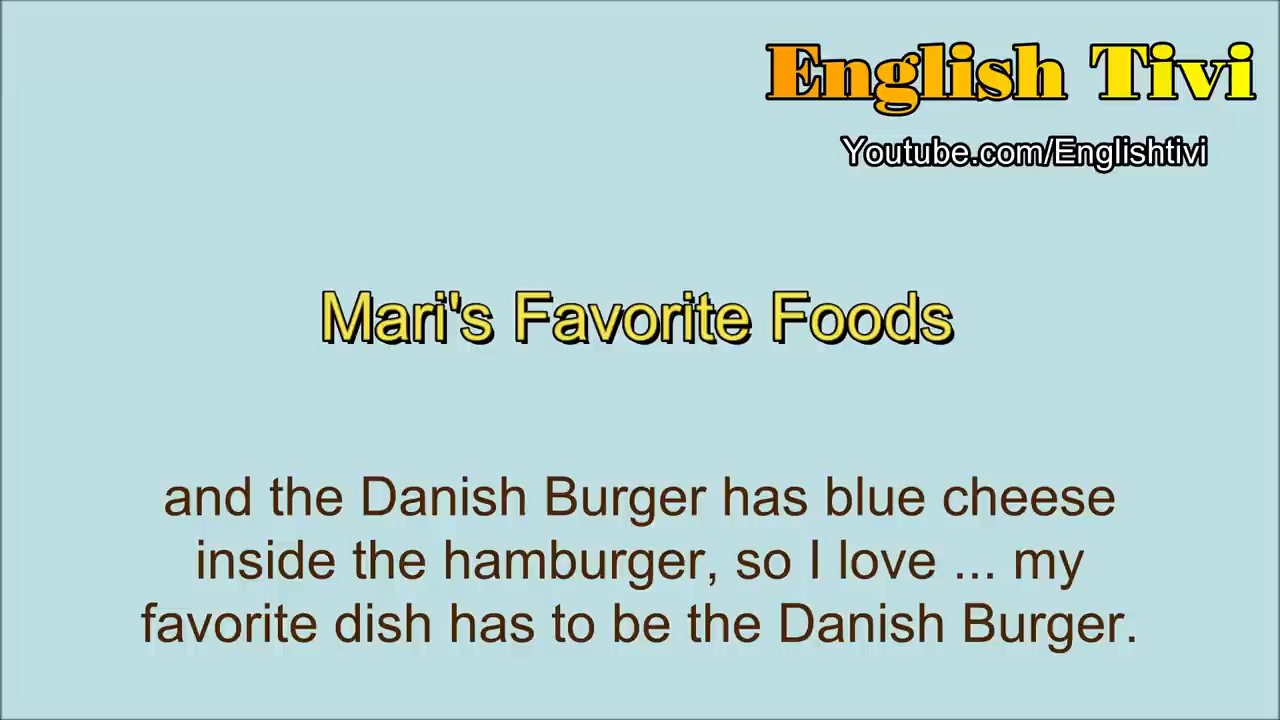 English Tivi
Youtube.com/Englishtivi
Mari's Favorite Foods
and the Danish Burger has blue cheese
inside the hamburger, so I love ... my
favorite dish has to be the Danish Burger.